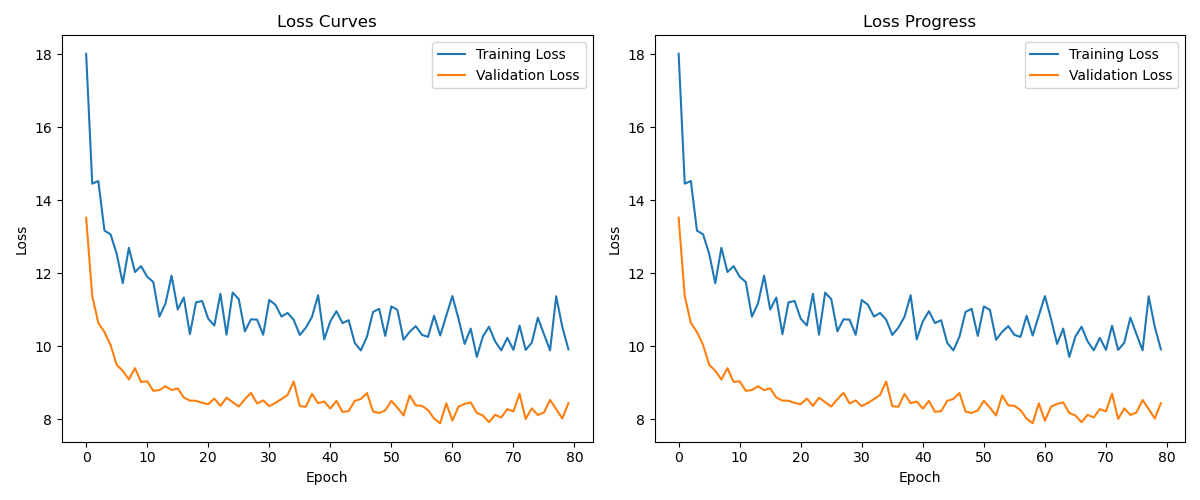 Loss Curves
Training Loss
Validation Loss
18
16
14
12
10
8
Loss
0 10 20 30 40 50 60 70 80
Epoch
Loss Progress
Training Loss
Validation Loss
18
16
14
12
10
8
Loss
0 10 20 30 40 50 60 70 80
Epoch